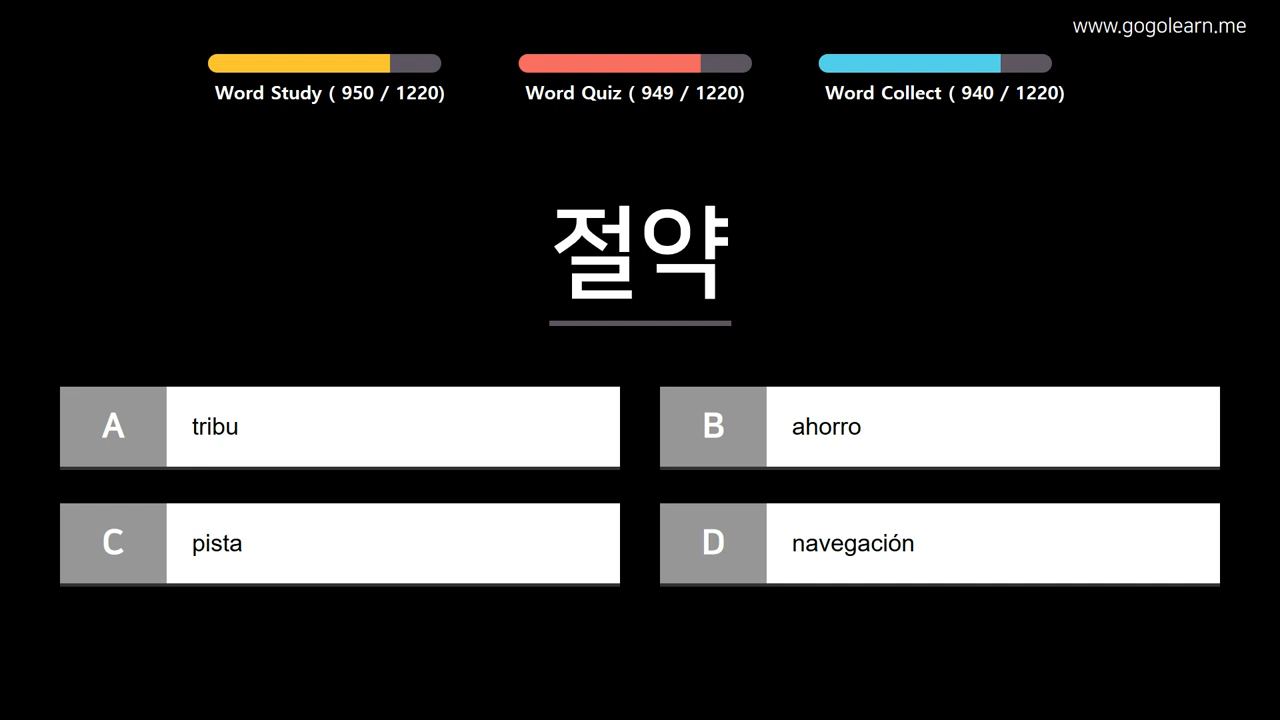 www.gogolearn.me
Word Study ( 950 / 1220)
Word Quiz ( 949 / 1220)
Word Collect ( 940 / 1220)
절약
A tribu
B ahorro
C pista
D navegación